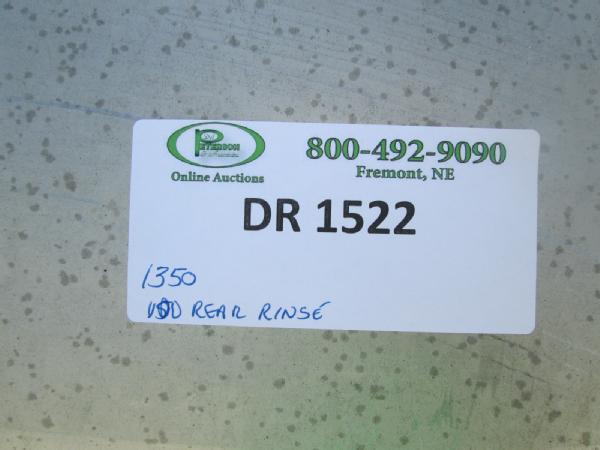 PETERSON
Online Auctions
800-492-9090
Fremont, NE
DR 1522
1350
REAR RINSE